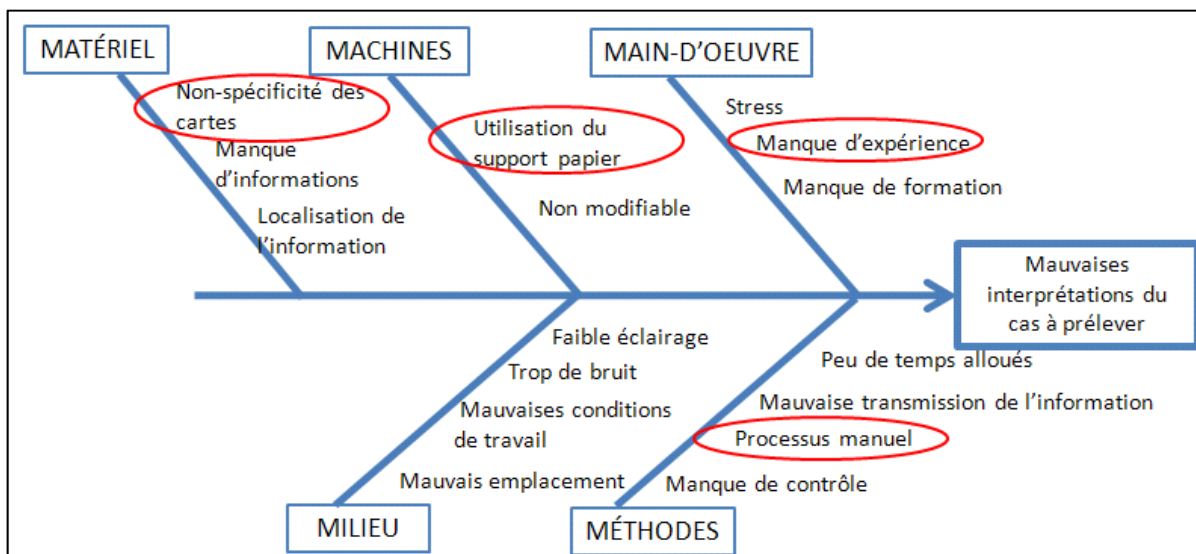 MATÉRIEL
MACHINES
MAIN-D'OEUVRE
Non-spécificité des
cartes
Manque
d'informations
Localisation de
l'information
Utilisation du
support papier
Non modifiable
Stress
Manque d'expérience
Manque de formation
Mauvaises
interprétations du
cas à prélever
Faible éclairage
Trop de bruit
Mauvaises conditions
de travail
Mauvais emplacement
Peu de temps alloués
Mauvaise transmission de l'information
Processus manuel
Manque de contrôle
MILIEU
MÉTHODES